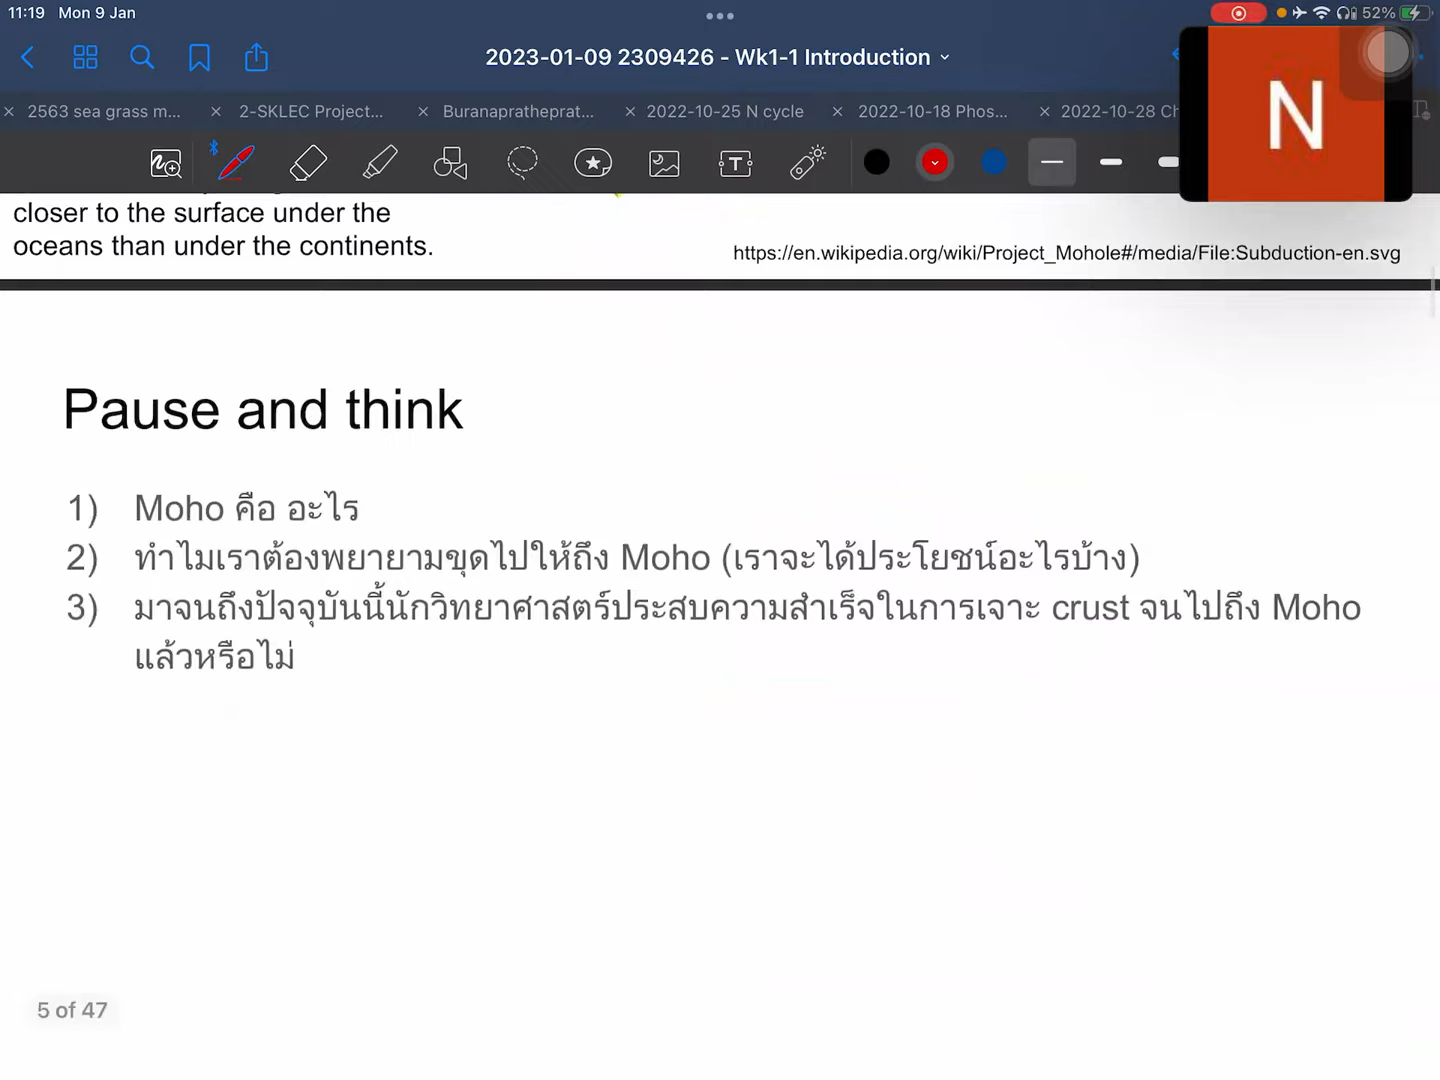 11:19 Mon 9 Jan
52%
2023-01-09 2309426 - Wk1-1 Introduction
2563 sea grass m...
2-SKLEC Project...
Buranapratheprat...
2022-10-25 N cycle
2022-10-18 Phos...
2022-10-28 Ch
N
closer to the surface under the
oceans than under the continents.
https://en.wikipedia.org/wiki/Project_Mohole#/media/File:Subduction-en.svg
Pause and think
1) Moho คือ อะไร
2) ทำไมเราต้องพยายามขุดไปให้ถึง Moho (เราจะได้ประโยชน์อะไรบ้าง)
3) มาจนถึงปัจจุบันนี้นักวิทยาศาสตร์ประสบความสำเร็จในการเจาะ crust จนไปถึง Moho
แล้วหรือไม่
5 of 47